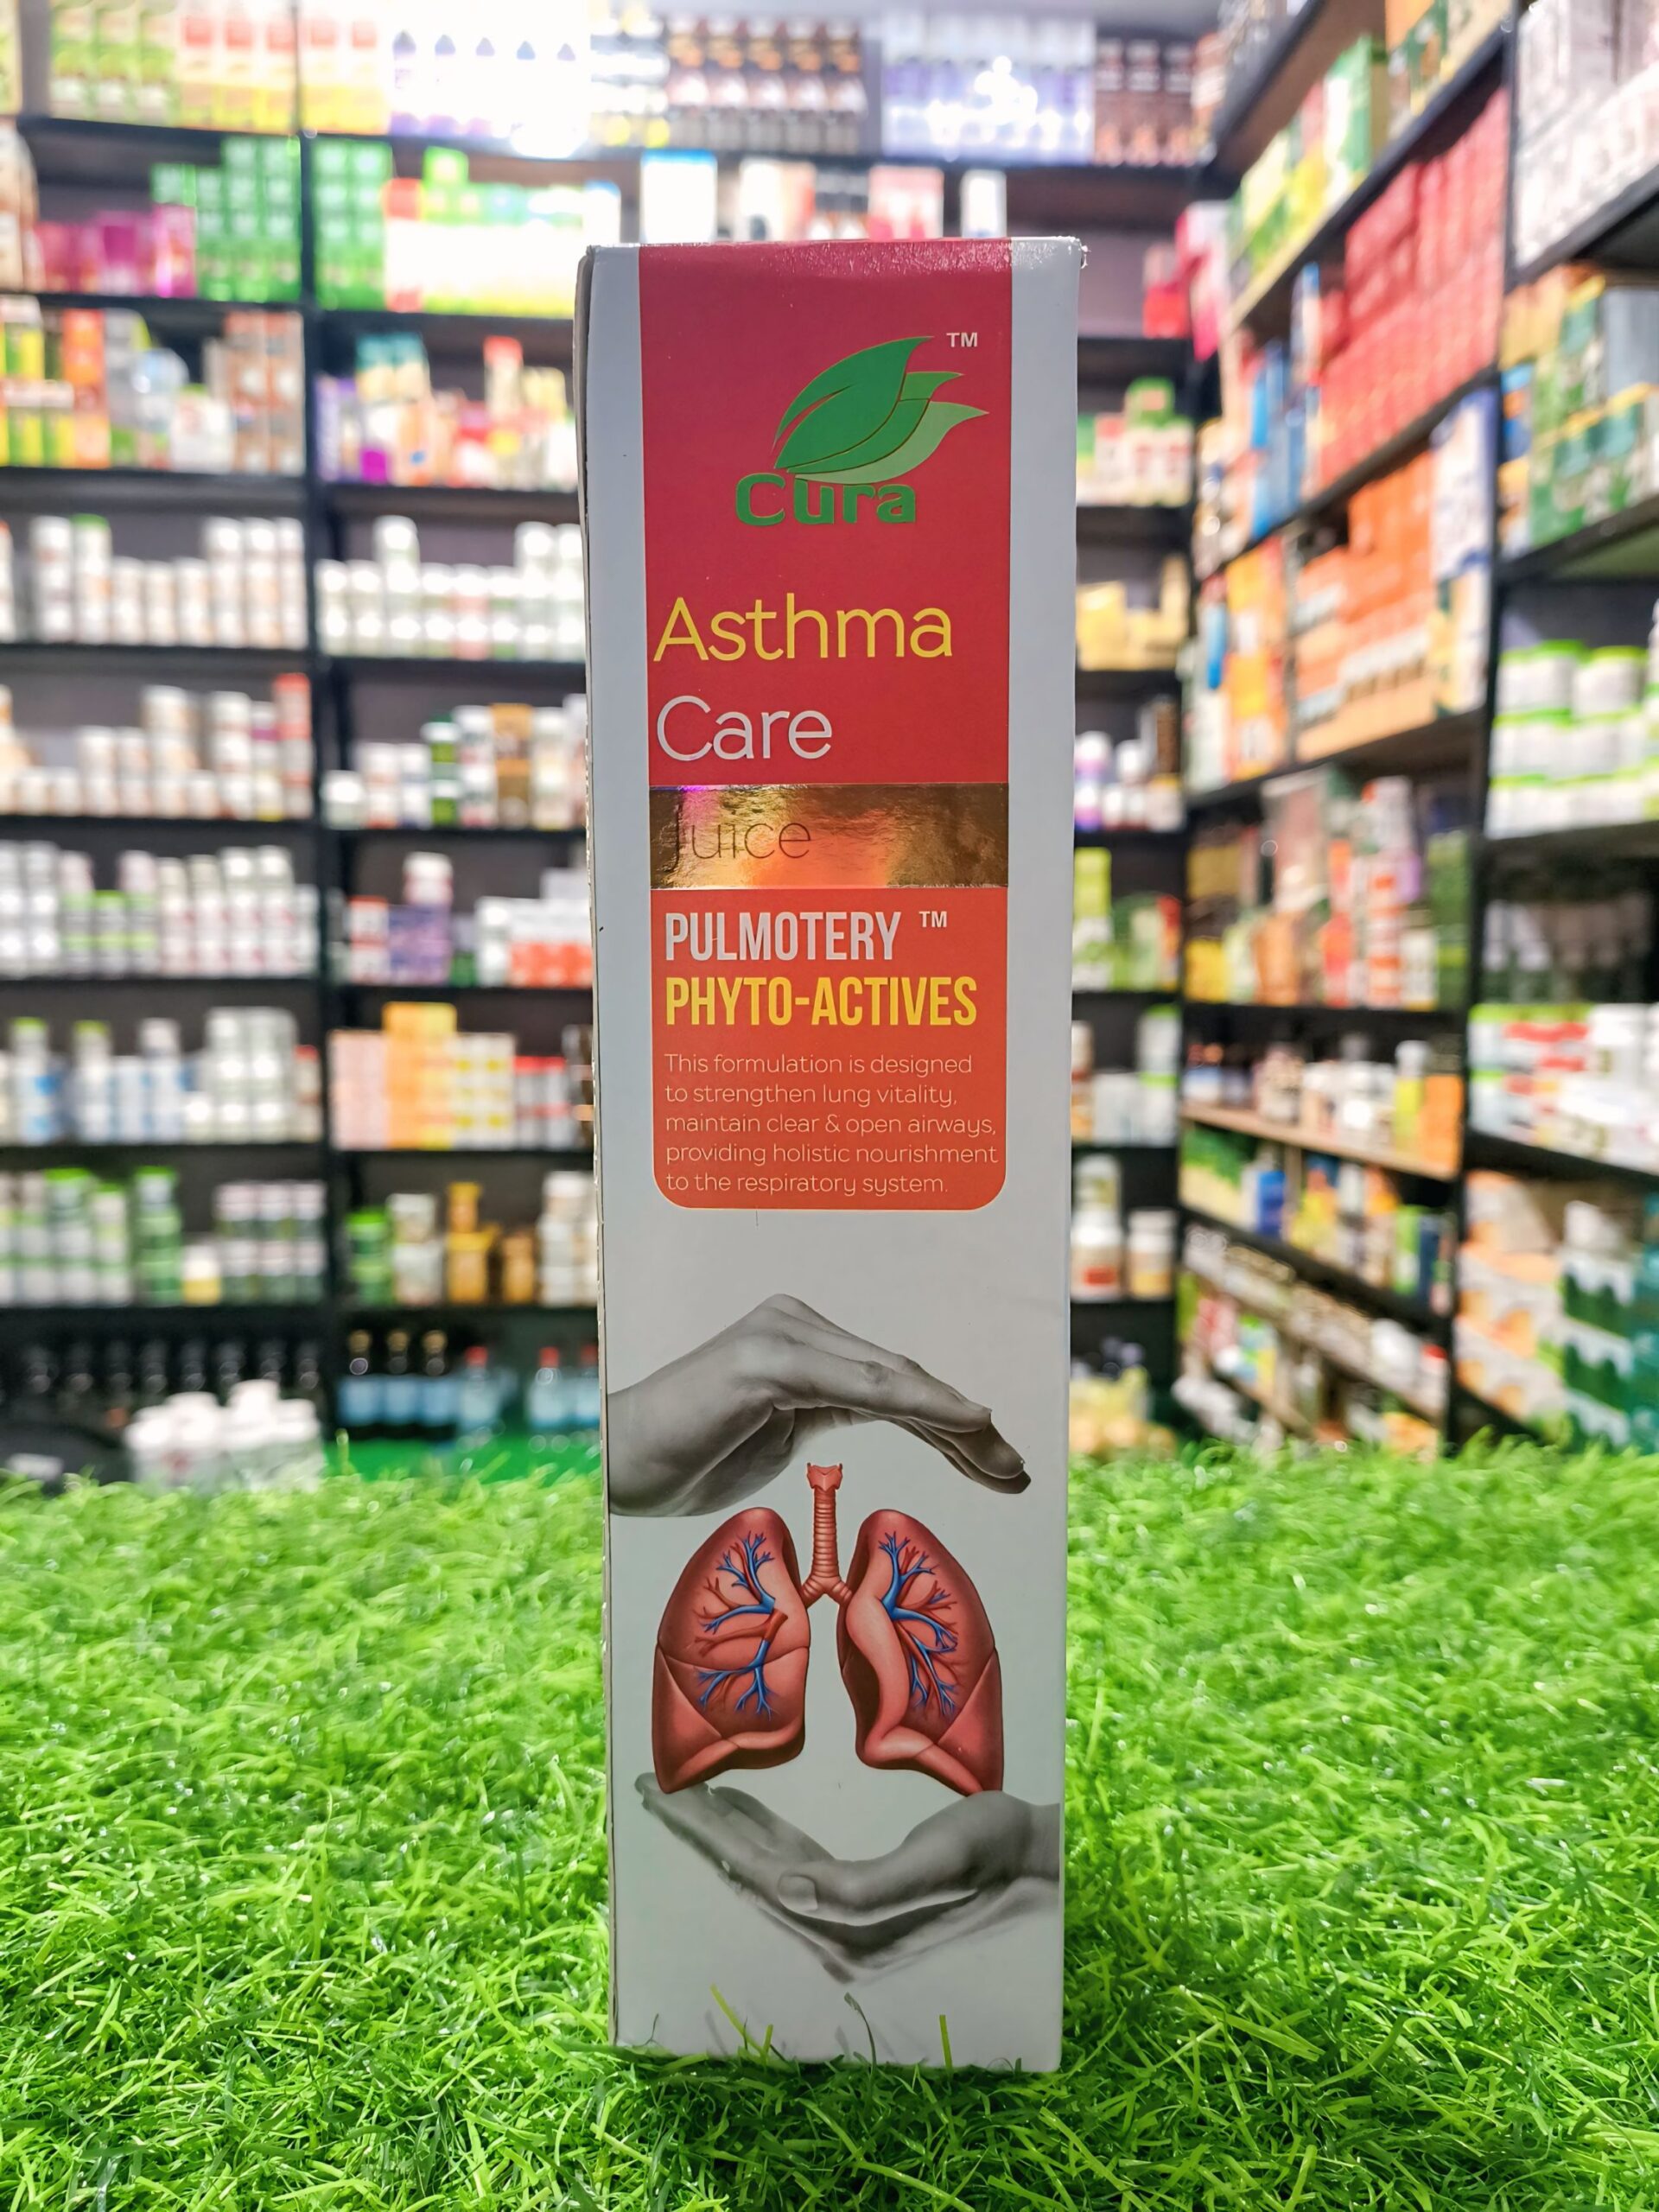 TM
Cura
Asthma
Care
Juice
PULMOTERY ™
PHYTO-ACTIVES
This formulation is designed
to strengthen lung vitality,
maintain clear & open airways,
providing holistic nourishment
to the respiratory system.